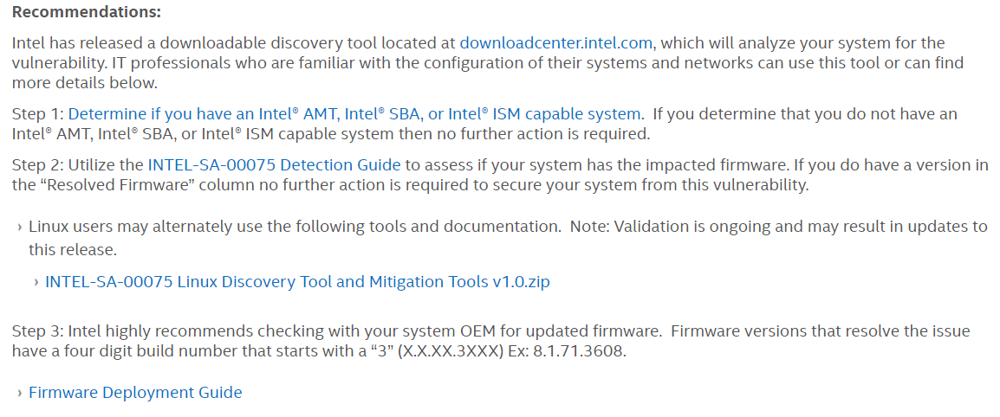 Recommendations:
Intel has released a downloadable discovery tool located at downloadcenter.intel.com, which will analyze your system for the
vulnerability. IT professionals who are familiar with the configuration of their systems and networks can use this tool or can find
more details below.
Step 1: Determine if you have an Intel® AMT, Intel® SBA, or Intel® ISM capable system.  If you determine that you do not have an
Intel® AMT, Intel® SBA, or Intel® ISM capable system then no further action is required.
Step 2: Utilize the INTEL-SA-00075 Detection Guide to assess if your system has the impacted firmware. If you do have a version in
the “Resolved Firmware” column no further action is required to secure your system from this vulnerability.
› Linux users may alternately use the following tools and documentation.  Note: Validation is ongoing and may result in updates to
this release.
› INTEL-SA-00075 Linux Discovery Tool and Mitigation Tools v1.0.zip
Step 3: Intel highly recommends checking with your system OEM for updated firmware.  Firmware versions that resolve the issue
have a four digit build number that starts with a “3” (X.X.XX.3XXX) Ex: 8.1.71.3608.
› Firmware Deployment Guide